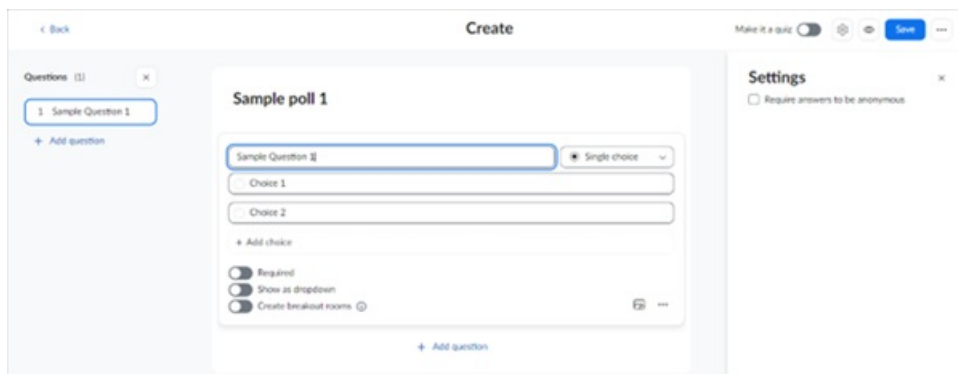 < Back
Create
Make it a quiz
Save
Questions (1)
1 Sample Question 1
+ Add question
Sample poll 1
Sample Question 1
Single choice
Choice 1
Choice 2
+ Add choice
Required
Show as dropdown
Create breakout rooms
+ Add question
Settings
Require answers to be anonymous